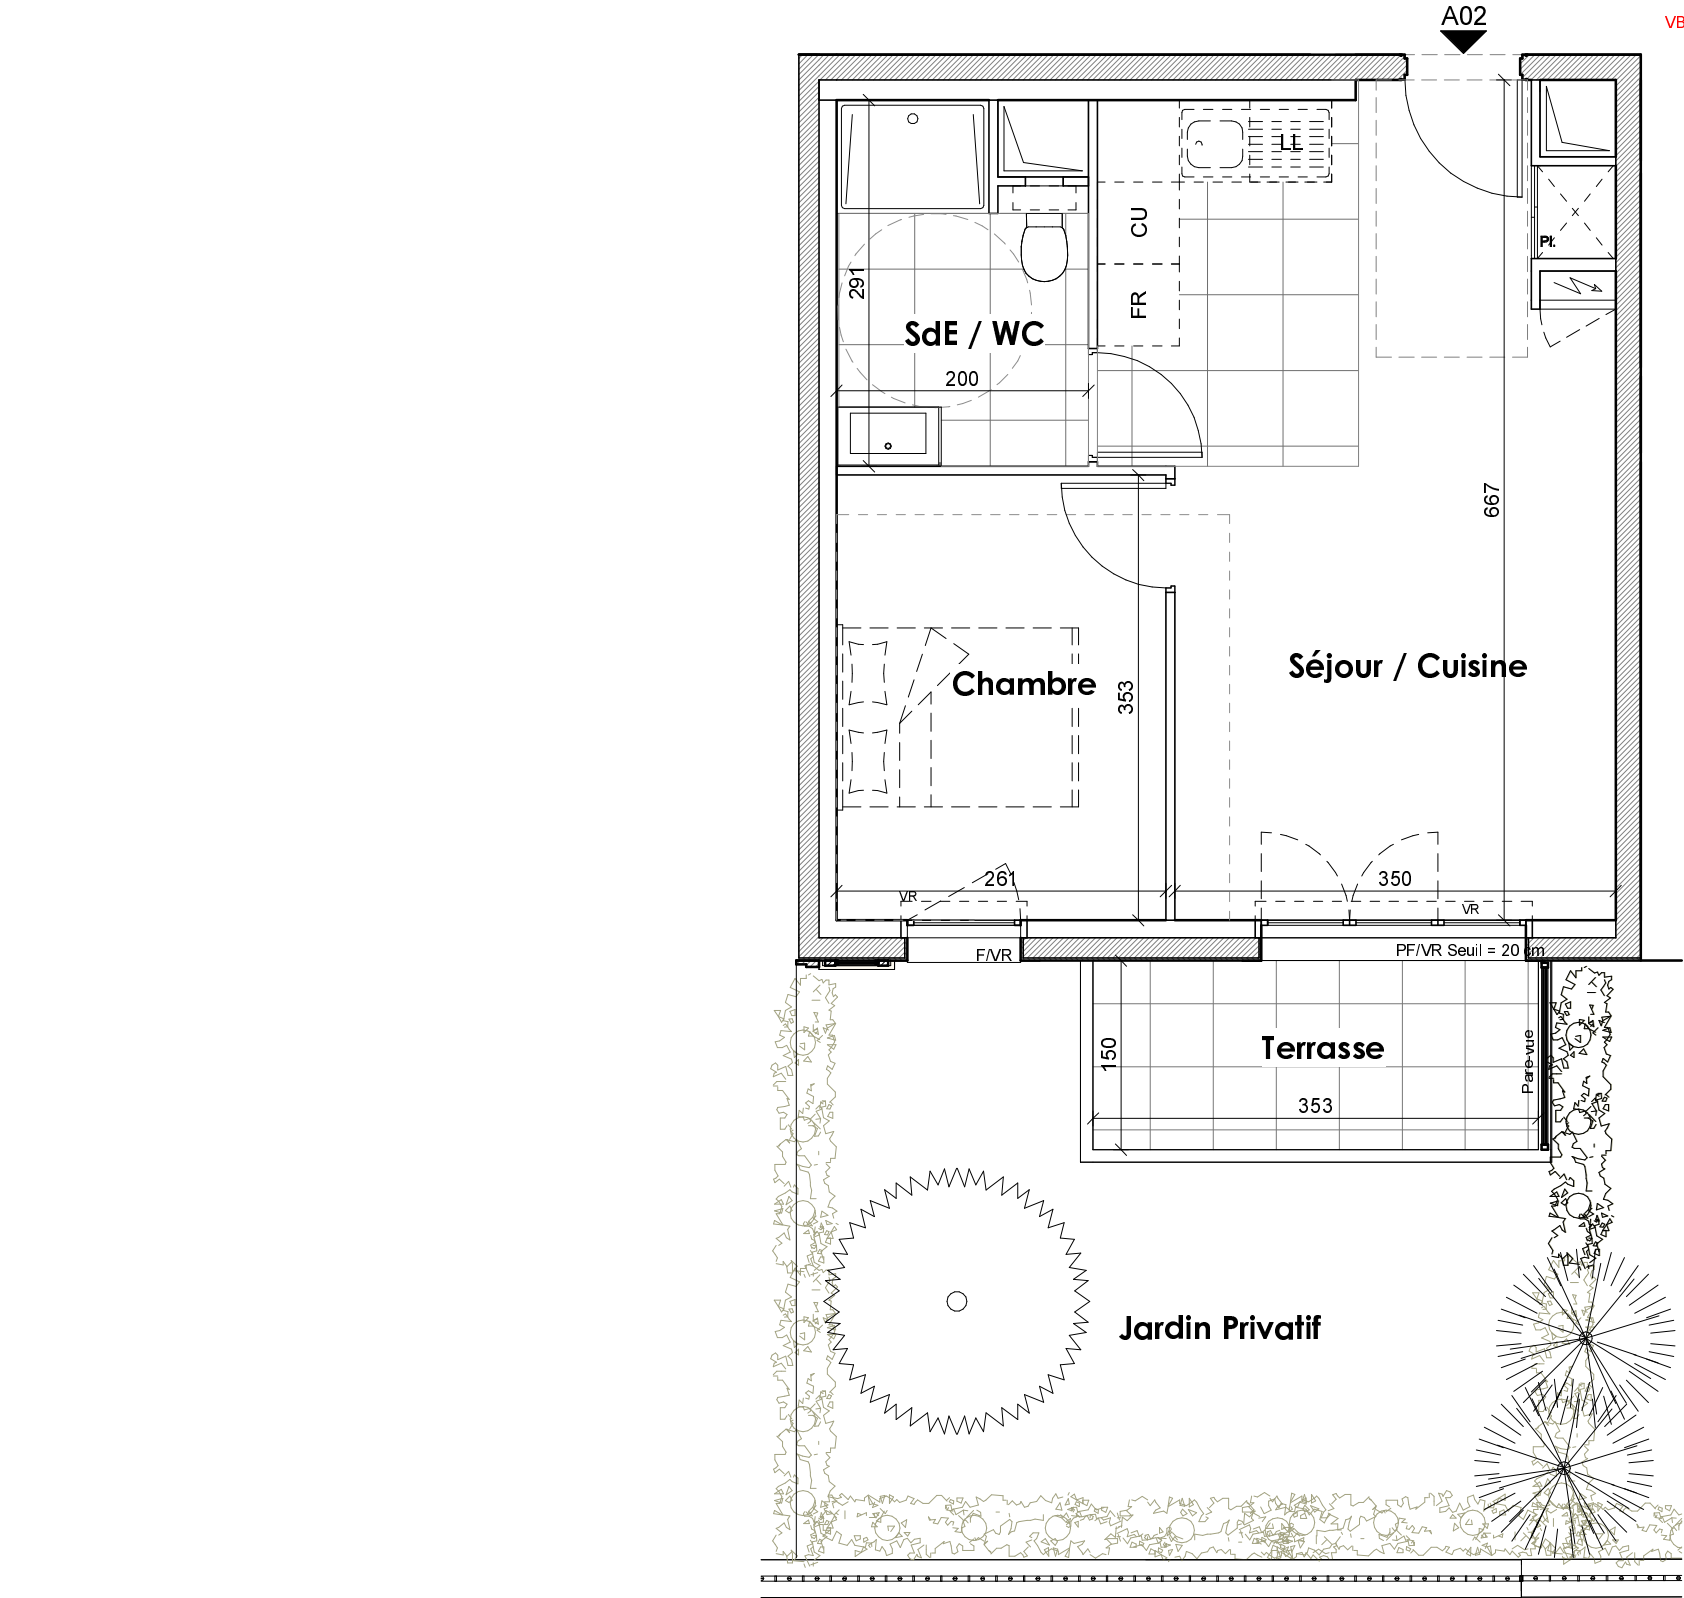 A02
VB
LL
CU
Pl.
291
FR
SdE / WC
200
667
Séjour / Cuisine
Chambre
353
261
350
VR
VR
F/VR
PF/VR Seuil = 20 cm
Terrasse
150
Pare-vue
353
Jardin Privatif